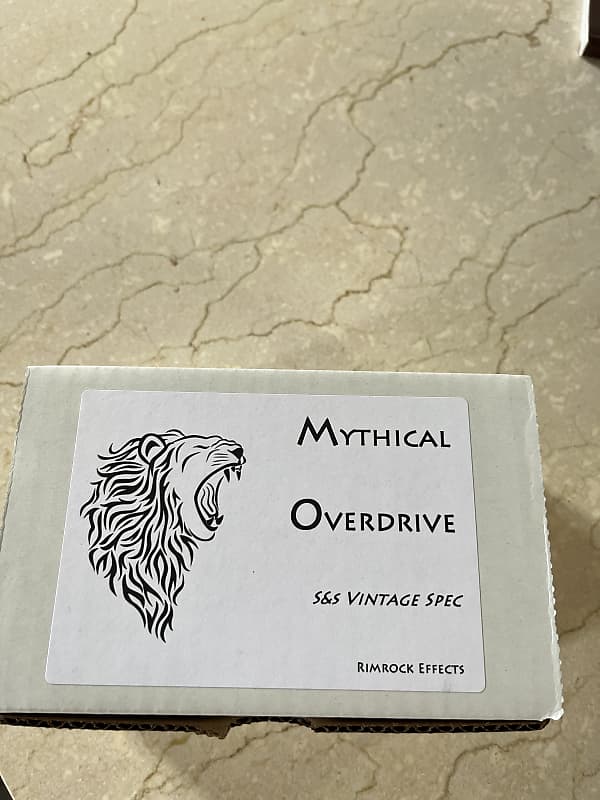 Mythical
Overdrive
S&S Vintage Spec
Rimrock Effects